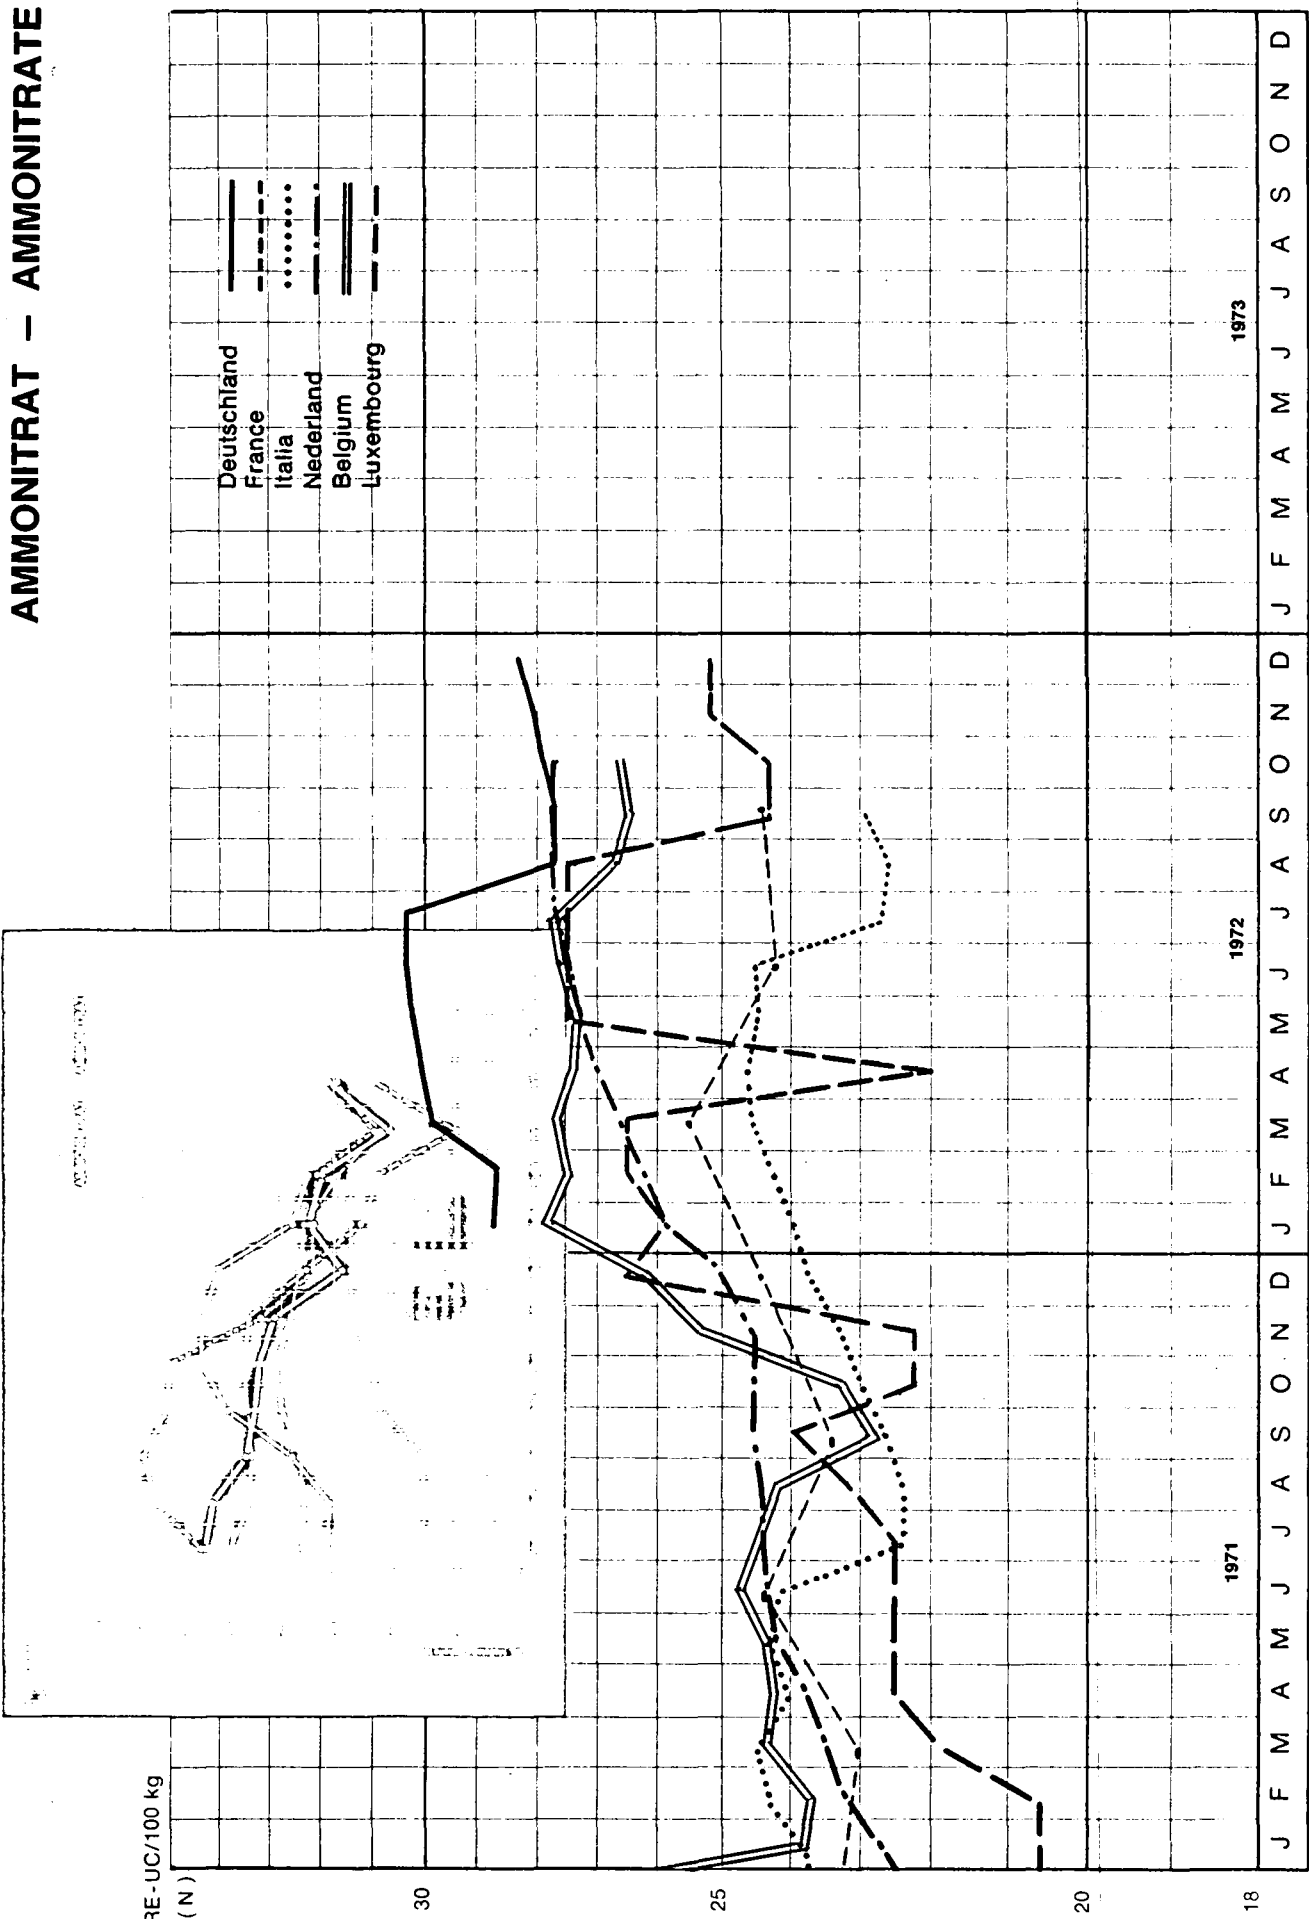 AMMONITRAT – AMMONITRATE
RE-UC/100 kg
( N )
Deutschland
France
Italia
Nederland
Belgium
Luxembourg
30
25
20
18
1971 1972 1973
J F M A M J J A S O N D J F M A M J J A S O N D J F M A M J J A S O N D